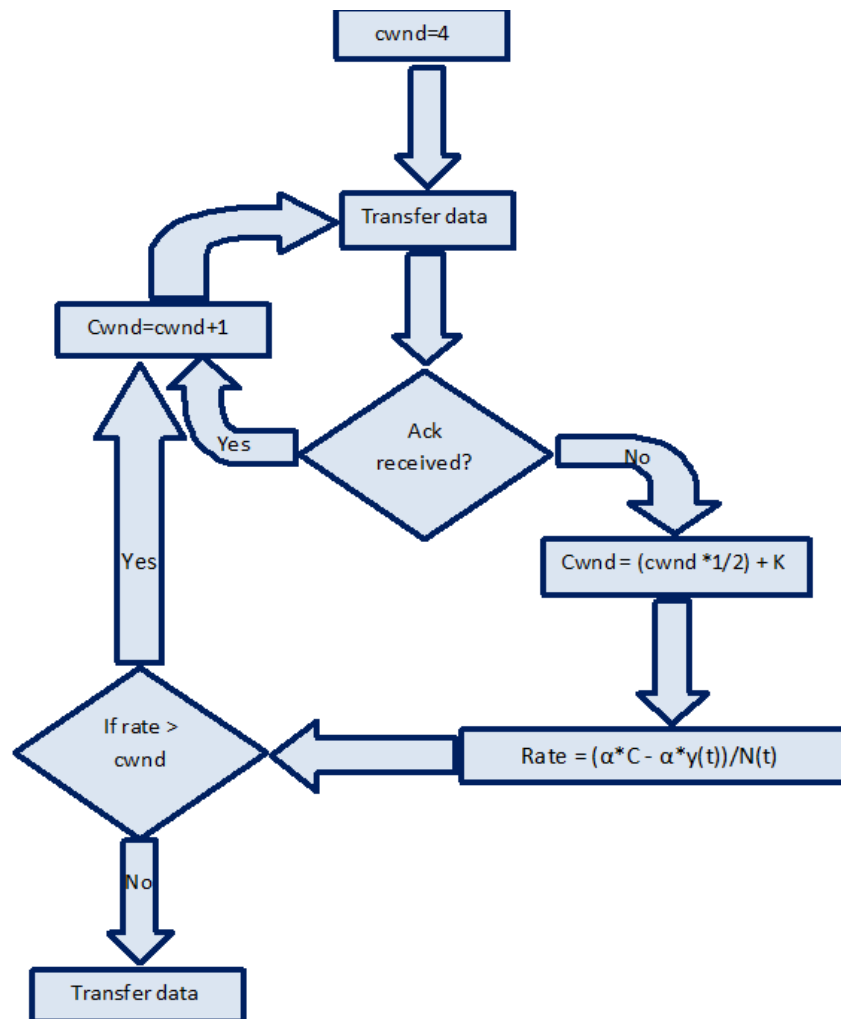 cwnd=4
Transfer data
Cwnd=cwnd+1
Yes
Ack
received?
No
Cwnd = (cwnd *1/2) + K
Yes
If rate >
cwnd
Rate = (α*C - α*y(t))/N(t)
No
Transfer data